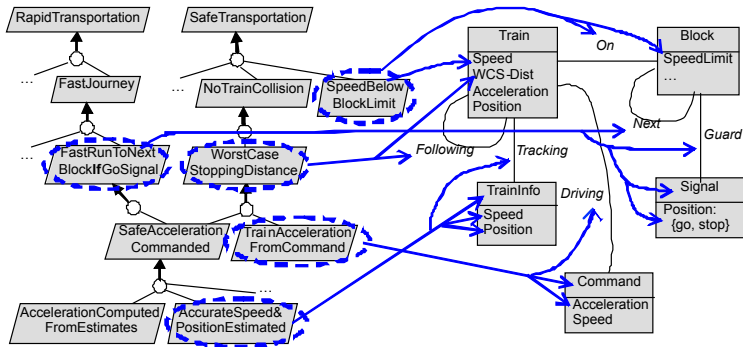 RapidTransportation
SafeTransportation
Train
On
Block
Speed
WCS-Dist
Acceleration
Position
SpeedLimit
...
...
FastJourney
...
NoTrainCollision
SpeedBelow
BlockLimit
Next
Guard
...
FastRunToNext
BlockIfGoSignal
WorstCase
StoppingDistance
Following
Tracking
TrainInfo
Speed
Position
Driving
Signal
Position:
{go, stop}
SafeAcceleration
Commanded
TrainAcceleration
FromCommand
...
Command
Acceleration
Speed
AccelerationComputed
FromEstimates
AccurateSpeed&
PositionEstimated